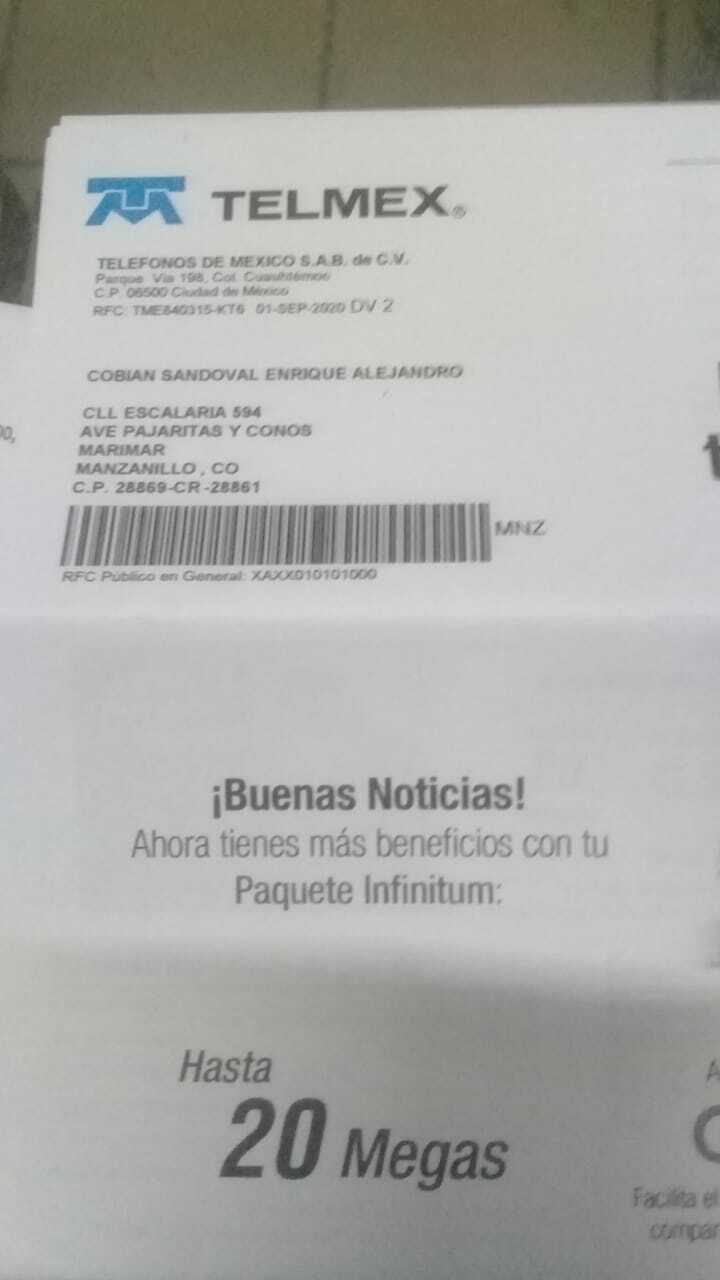 TELMEX®
TELEFONOS DE MEXICO S.A.B. de C.V.
Parque Via 198, Col. Cuauhtémoc
C.P. 06500 Ciudad de México
RFC: TME840315-KT6 01-SEP-2020 DV 2
COBIAN SANDOVAL ENRIQUE ALEJANDRO
CLL ESCALARIA 594
AVE PAJARITAS Y CONOS
MARIMAR
MANZANILLO , CO
C.P. 28869-CR -28861
MNZ
RFC Público en General: XAXX010101000
¡Buenas Noticias!
Ahora tienes más beneficios con tu
Paquete Infinitum:
Hasta
20 Megas
Facilita el